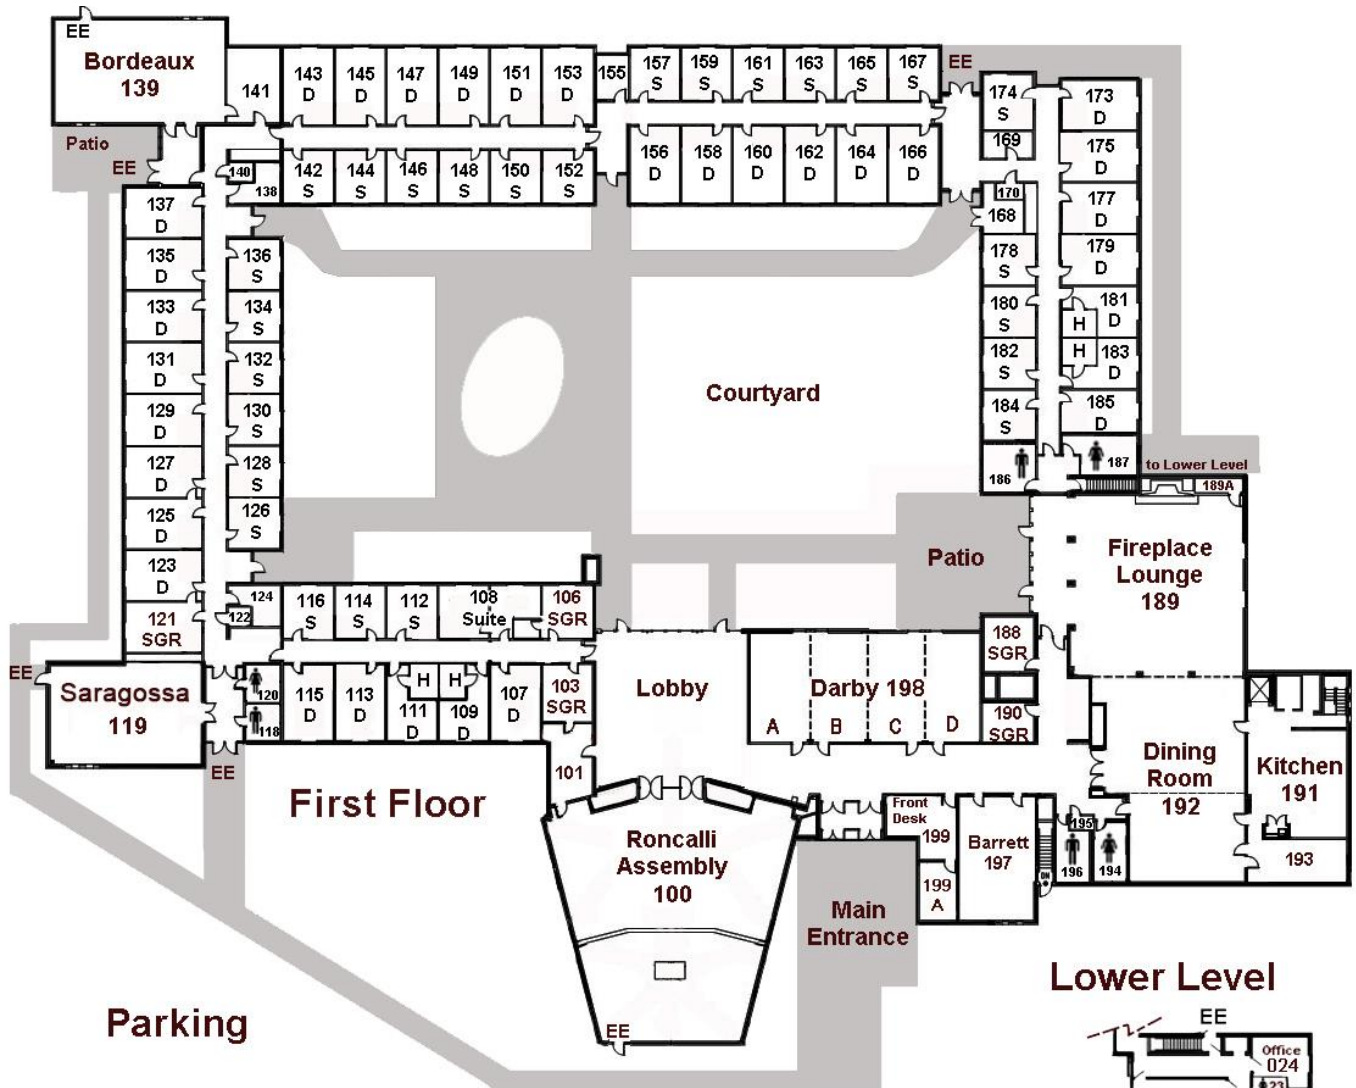 EE
Bordeaux
139
Patio
EE
141
143
D
145
D
147
D
149
D
151
D
153
D
155
157
S
159
S
161
S
163
S
165
S
167
S
EE
174
S
169
173
D
175
D
140
138
142
S
144
S
146
S
148
S
150
S
152
S
156
D
158
D
160
D
162
D
164
D
166
D
170
168
177
D
137
D
135
D
133
D
131
D
129
D
127
D
125
D
123
D
121
SGR
136
S
134
S
132
S
130
S
128
S
126
S
178
S
180
S
182
S
184
S
179
D
181
D
H
H
183
D
185
D
186
187
to Lower Level
189A
Courtyard
Patio
Fireplace
Lounge
189
124
122
116
S
114
S
112
S
108
Suite
106
SGR
188
SGR
190
SGR
EE
Saragossa
119
120
118
EE
115
D
113
D
H
111
D
H
109
D
107
D
103
SGR
101
Lobby
Darby 198
A
B
C
D
Dining
Room
192
Kitchen
191
193
First Floor
Roncalli
Assembly
100
EE
Front
Desk
199
199
A
Barrett
197
DN
195
196
194
Main
Entrance
Parking
Lower Level
EE
Office
024
23